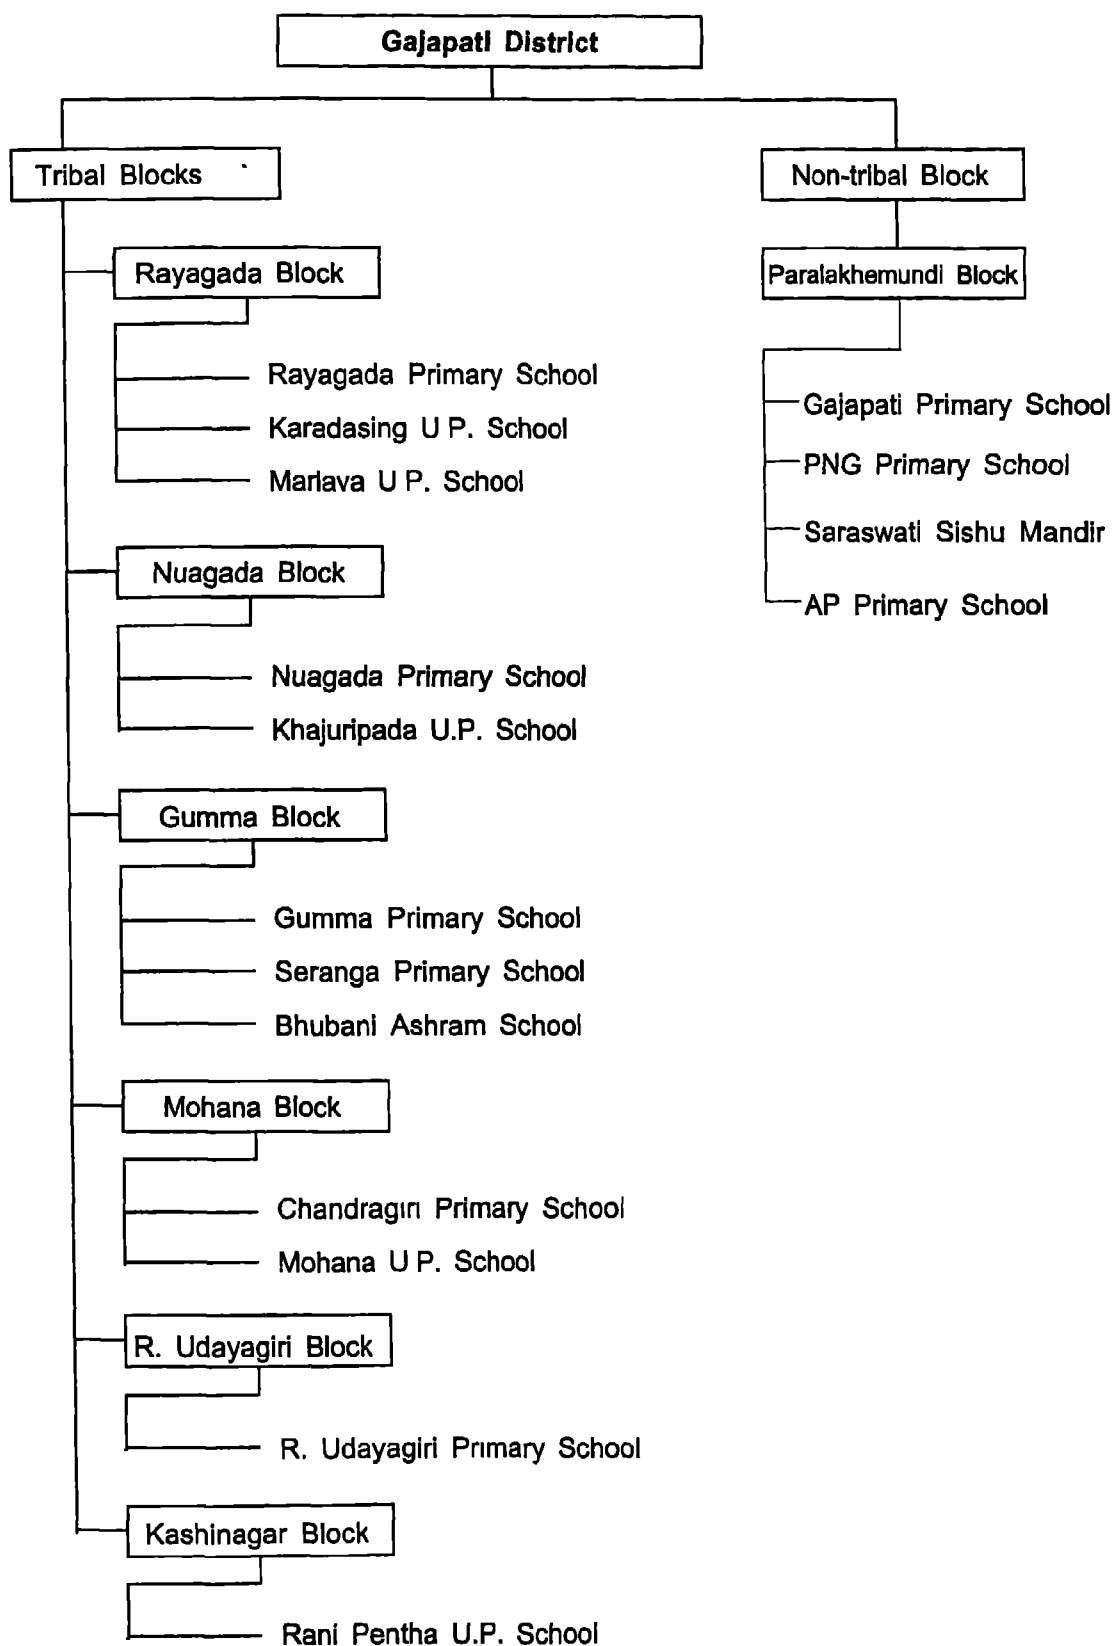 Gajapati District
Tribal Blocks
Rayagada Block
Rayagada Primary School
Karadasing U P. School
Marlava U P. School
Nuagada Block
Nuagada Primary School
Khajuripada U.P. School
Gumma Block
Gumma Primary School
Seranga Primary School
Bhubani Ashram School
Mohana Block
Chandragiri Primary School
Mohana U P. School
R. Udayagiri Block
R. Udayagiri Primary School
Kashinagar Block
Rani Pentha U.P. School
Non-tribal Block
Paralakhemundi Block
Gajapati Primary School
PNG Primary School
Saraswati Sishu Mandir
AP Primary School